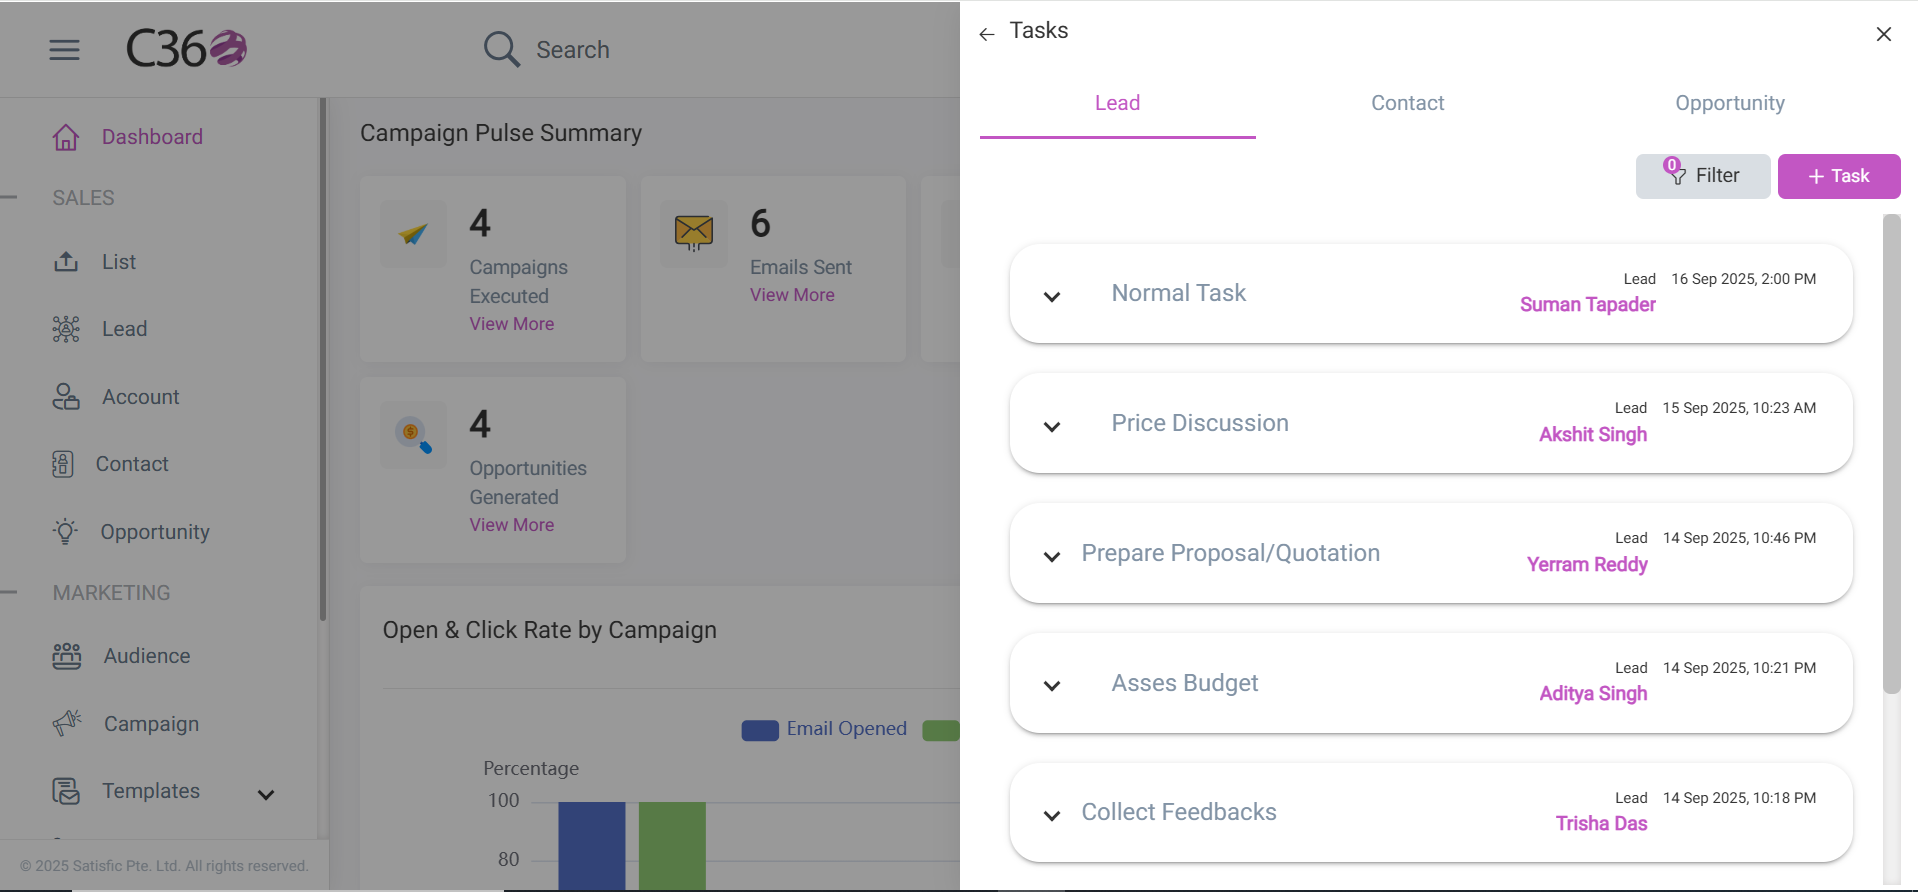 C360
Search
Dashboard
SALES
List
Lead
Account
Contact
Opportunity
MARKETING
Audience
Campaign
Templates
© 2025 Satisfic Pte. Ltd. All rights reserved.
Campaign Pulse Summary
4
Campaigns
Executed
View More
6
Emails Sent
View More
4
Opportunities
Generated
View More
Open & Click Rate by Campaign
Email Opened
Percentage
100
80
Tasks
Lead
Contact
Opportunity
0
Filter
+ Task
Normal Task
Lead 16 Sep 2025, 2:00 PM
Suman Tapader
Price Discussion
Lead 15 Sep 2025, 10:23 AM
Akshit Singh
Prepare Proposal/Quotation
Lead 14 Sep 2025, 10:46 PM
Yerram Reddy
Asses Budget
Lead 14 Sep 2025, 10:21 PM
Aditya Singh
Collect Feedbacks
Lead 14 Sep 2025, 10:18 PM
Trisha Das